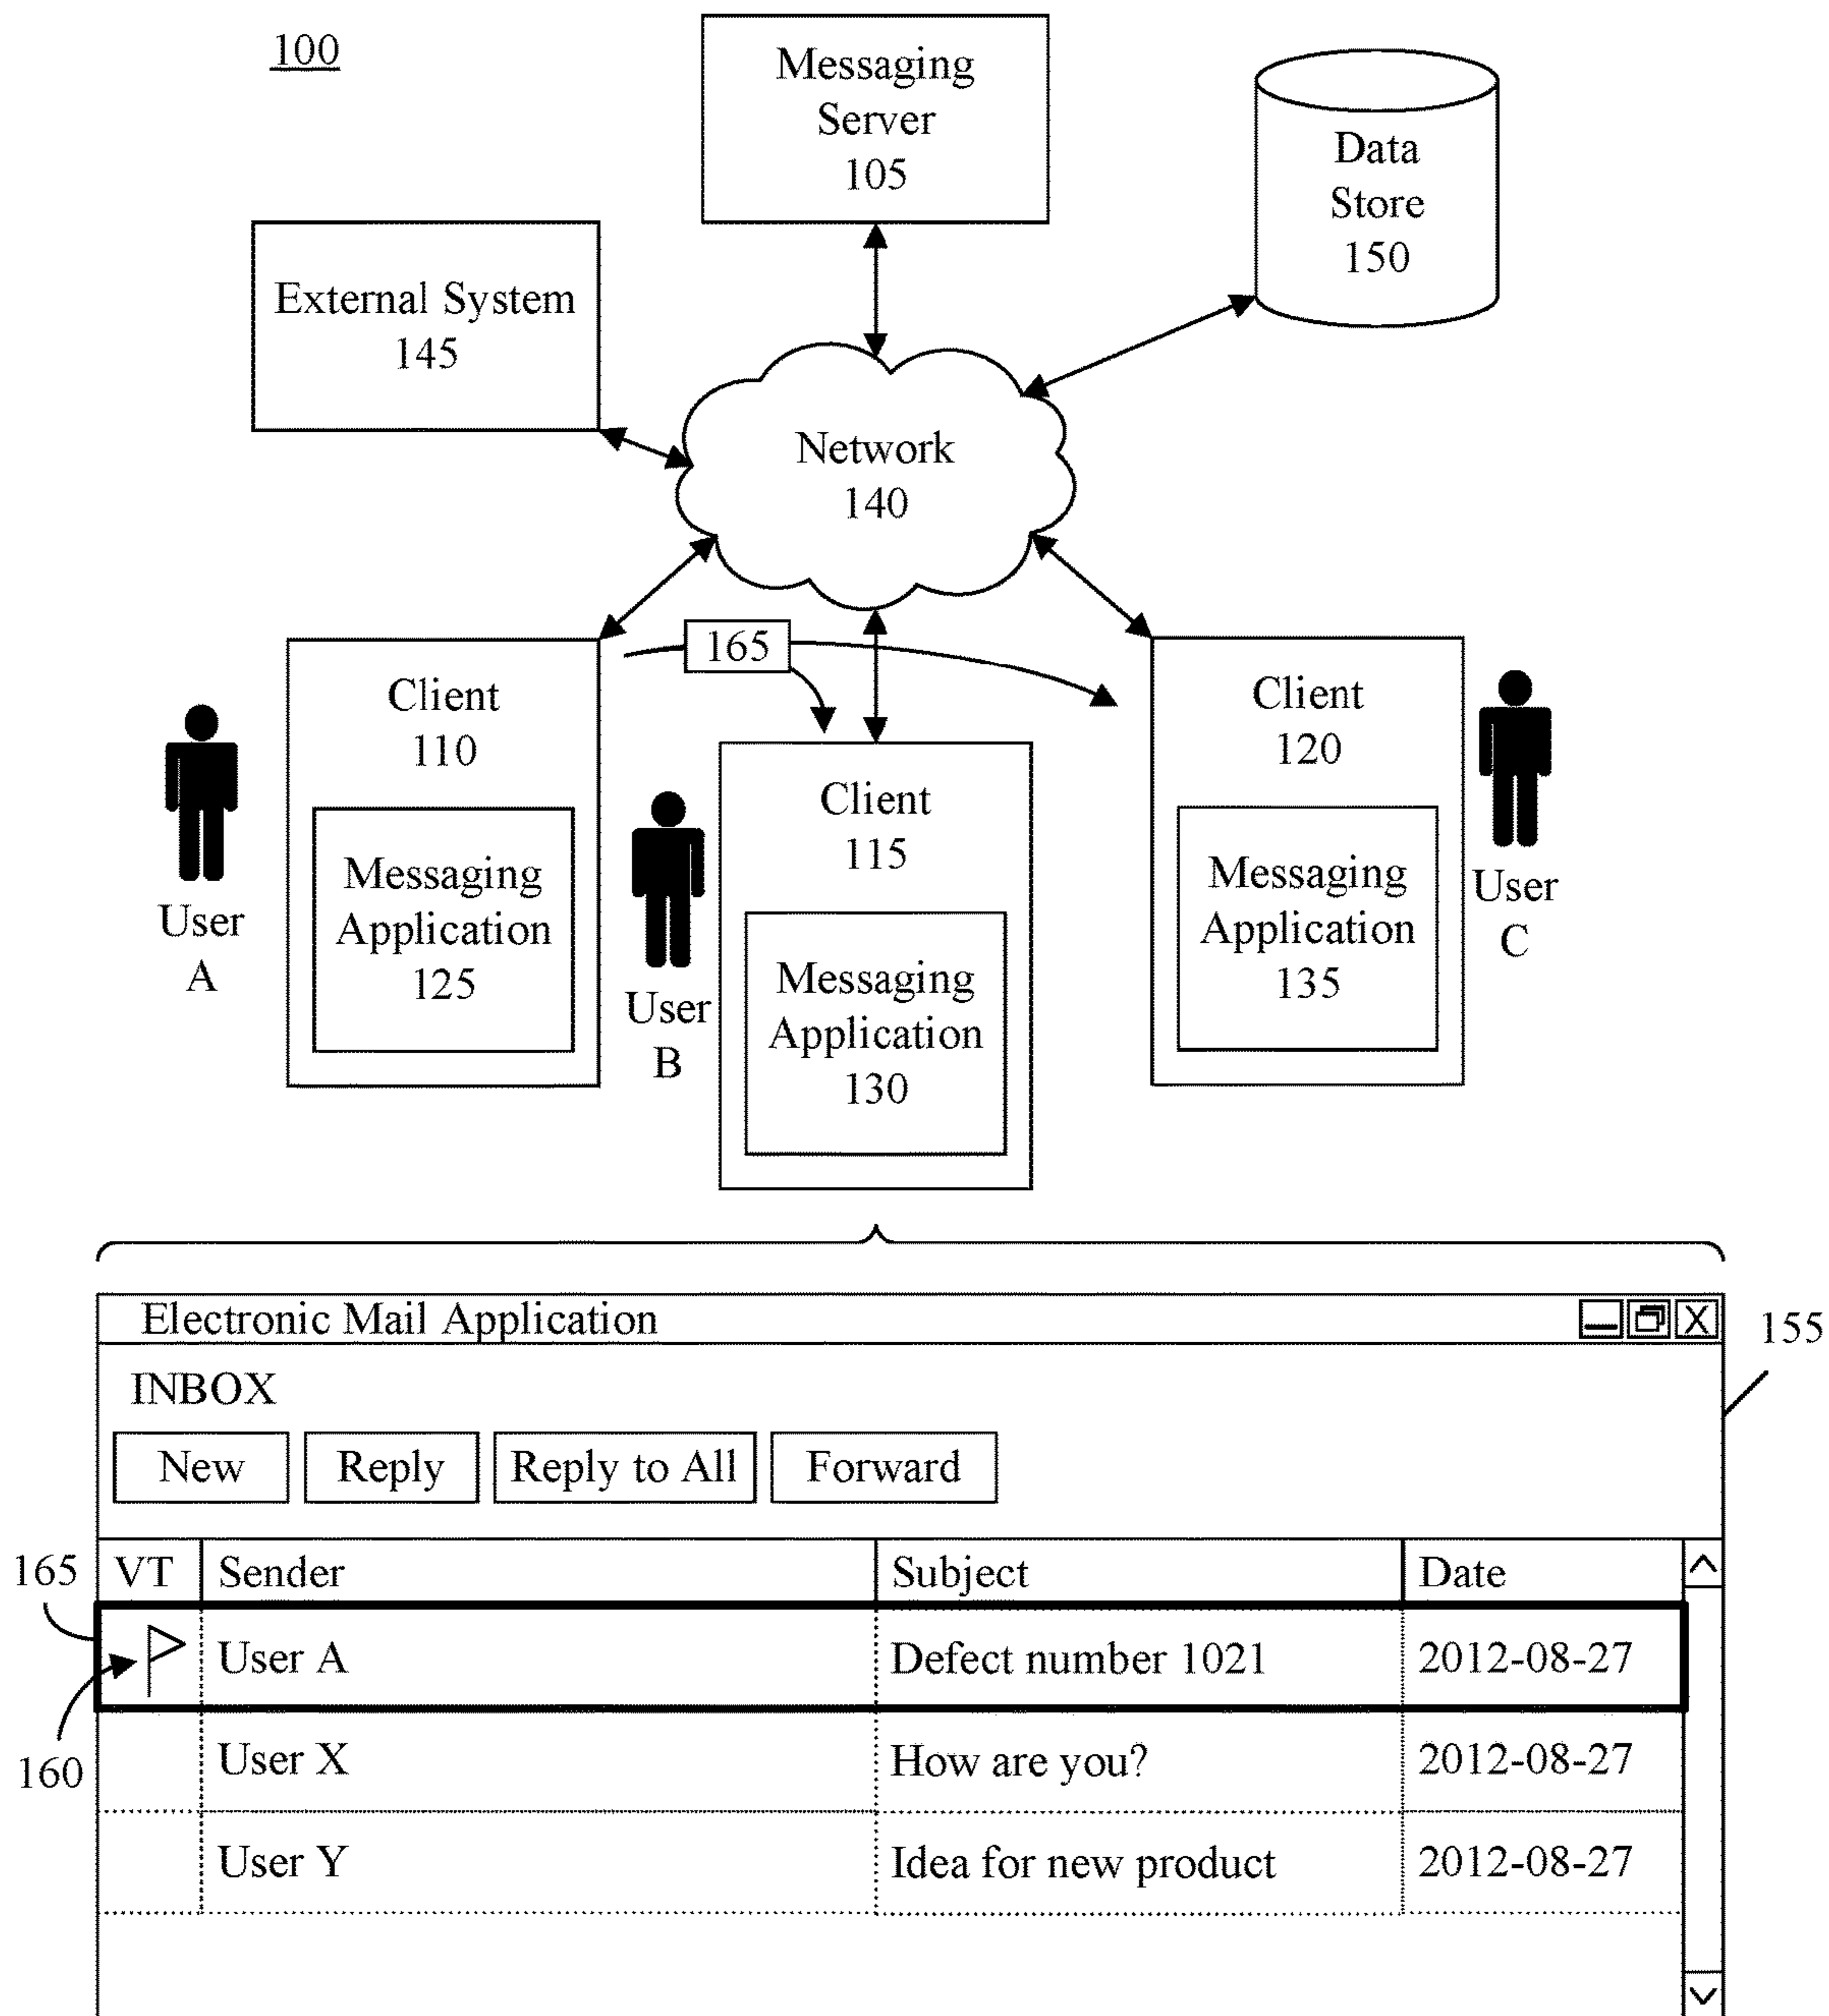 100
Messaging
Server
105
Data
Store
150
External System
145
Network
140
165
Client
110
Messaging
Application
125
User
A
Client
115
Messaging
Application
130
User
B
Client
120
Messaging
Application
135
User
C
Electronic Mail Application
X
155
INBOX
New Reply Reply to All Forward
165
VT Sender Subject Date
User A Defect number 1021 2012-08-27
160
User X How are you? 2012-08-27
User Y Idea for new product 2012-08-27